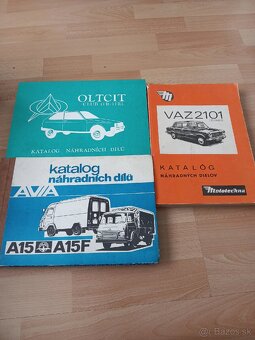 OLTCIT
KATALOG NÁHRADNÍCH DÍLŮ
VAZ 2101
KATALÓG
NÁHRADNÝCH DIELOV
Mototechna
AVIA
katalog
náhradních dílů
A15 A15F
bazos.sk